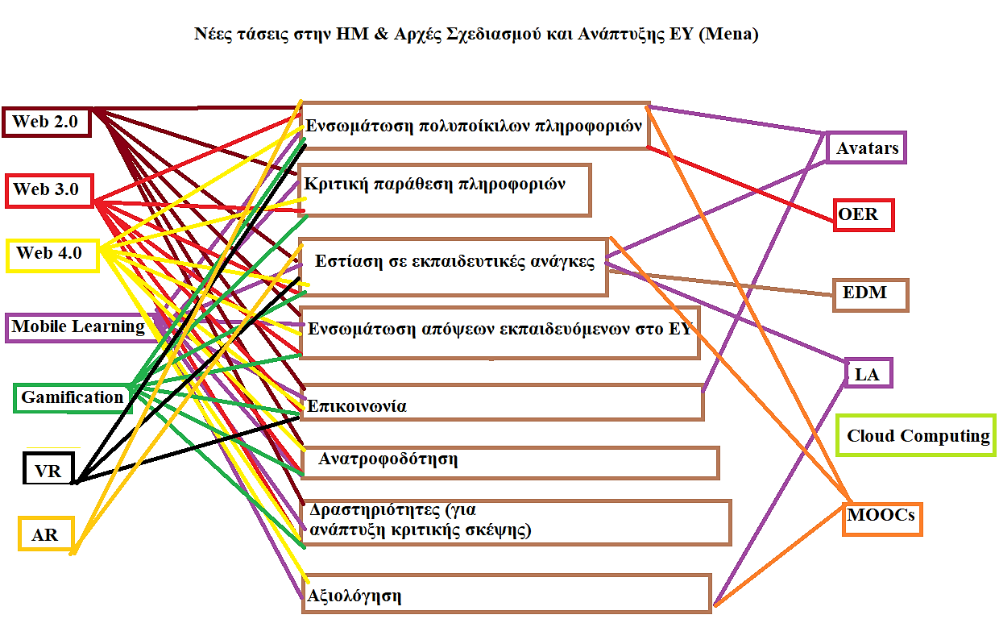 Νέες τάσεις στην ΗΜ & Αρχές Σχεδιασμού και Ανάπτυξης ΕΥ (Mena)
Web 2.0
Web 3.0
Web 4.0
Mobile Learning
Gamification
VR
AR
Ενσωμάτωση πολυποίκιλων πληροφοριών
Κριτική παράθεση πληροφοριών
Εστίαση σε εκπαιδευτικές ανάγκες
Ενσωμάτωση απόψεων εκπαιδευόμενων στο ΕΥ
Επικοινωνία
Ανατροφοδότηση
Δραστηριότητες (για
ανάπτυξη κριτικής σκέψης)
Αξιολόγηση
Avatars
OER
EDM
LA
Cloud Computing
MOOCs